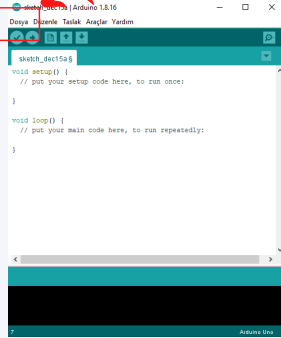 sketch_dec15a | Arduino 1.8.16
Dosya Düzenle Taslak Araçlar Yardım
sketch_dec15a §
void setup() {
// put your setup code here, to run once:
}
void loop() {
// put your main code here, to run repeatedly:
}
7
Arduino Uno